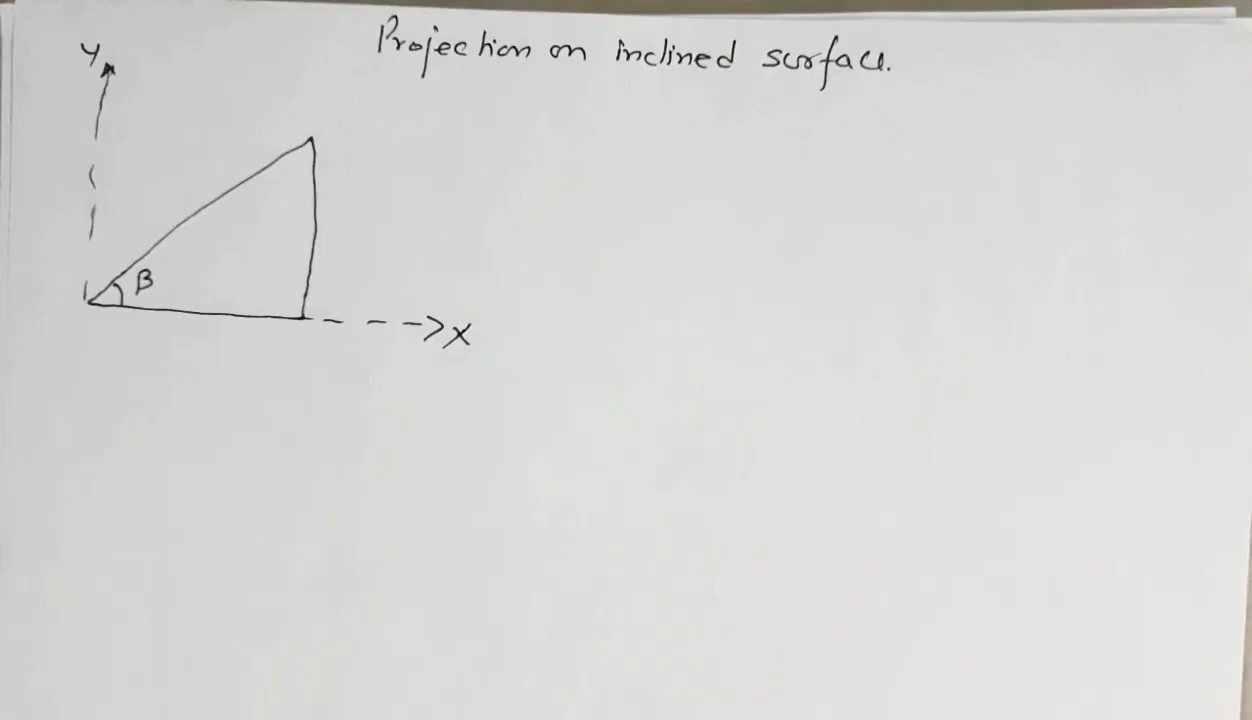 Projection on inclined surface.
y
β
x